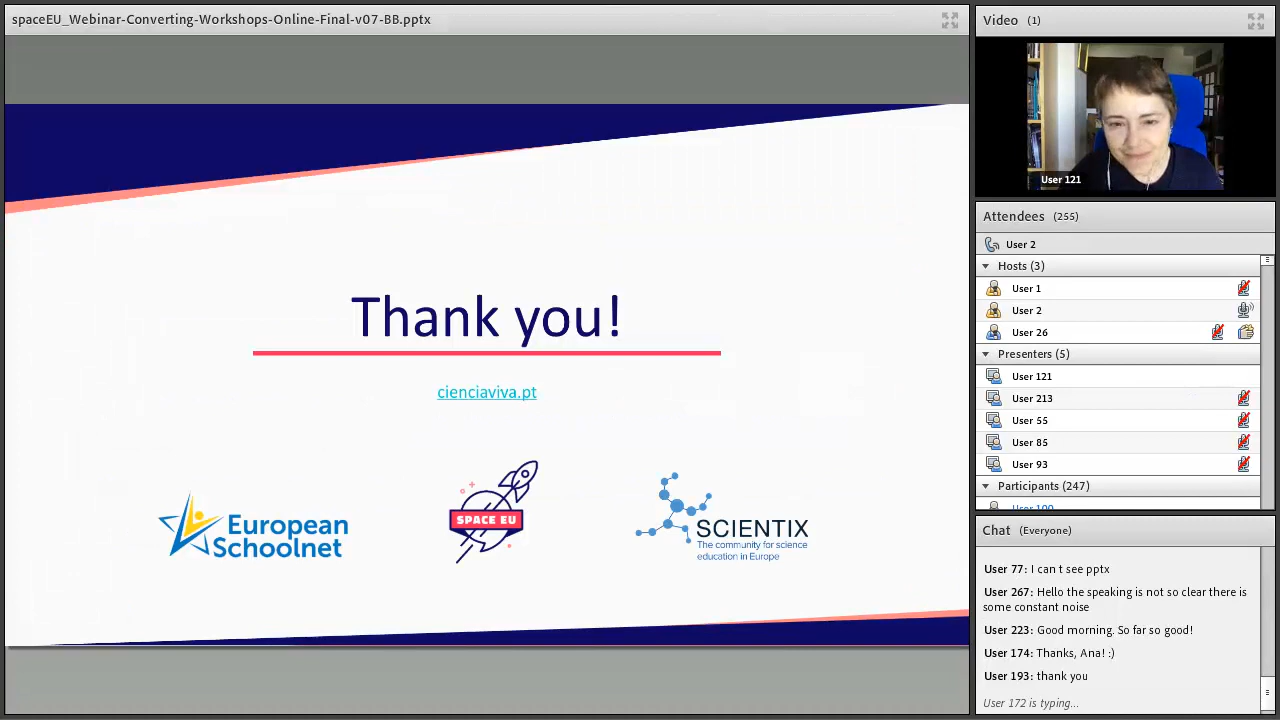 spaceEU_Webinar-Converting-Workshops-Online-Final-v07-BB.pptx
Thank you!
cienciaviva.pt
European
Schoolnet
SPACE EU
SCIENTIX
The community for science
education in Europe
Video (1)
User 121
Attendees (255)
User 2
Hosts (3)
User 1
User 2
User 26
Presenters (5)
User 121
User 213
User 55
User 85
User 93
Participants (247)
User 100
Chat (Everyone)
User 77: I can t see pptx
User 267: Hello the speaking is not so clear there is
some constant noise
User 223: Good morning. So far so good!
User 174: Thanks, Ana! :)
User 193: thank you
User 172 is typing...